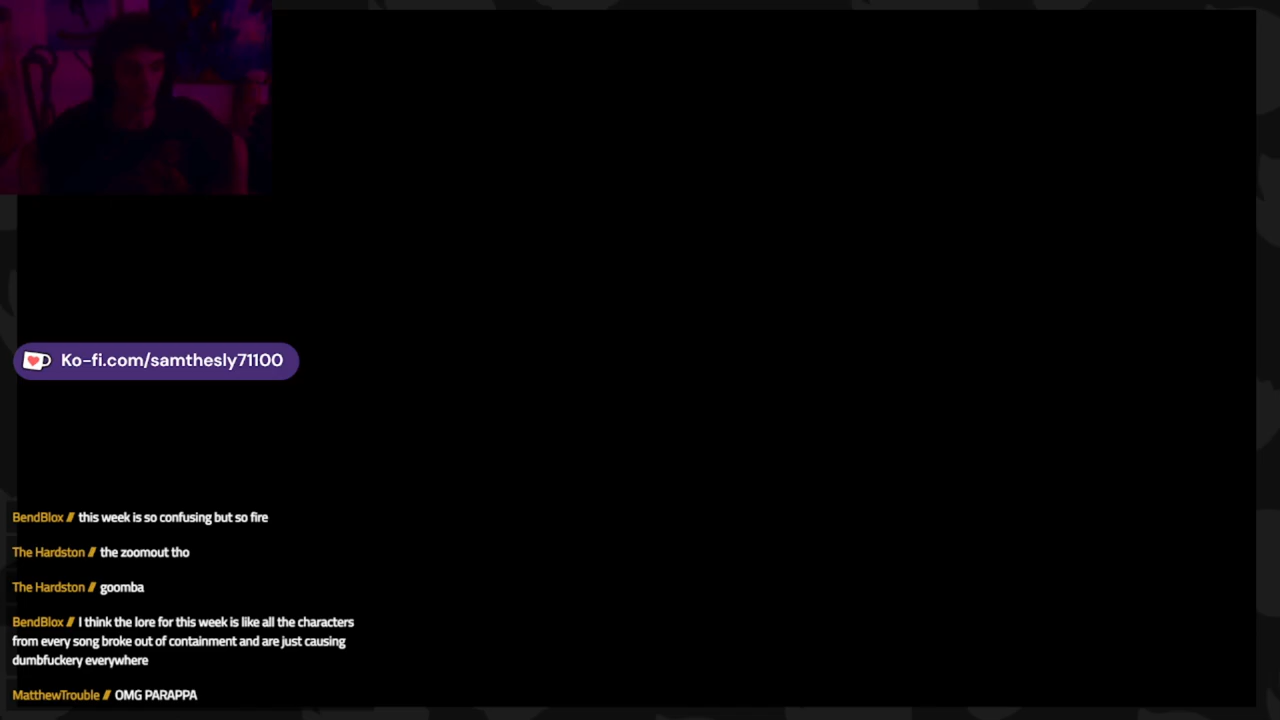 Ko-fi.com/samthesly71100
BendBlox // this week is so confusing but so fire
The Hardston // the zoomout tho
The Hardston // goomba
BendBlox // I think the lore for this week is like all the characters
from every song broke out of containment and are just causing
dumbfuckery everywhere
MatthewTrouble // OMG PARAPPA